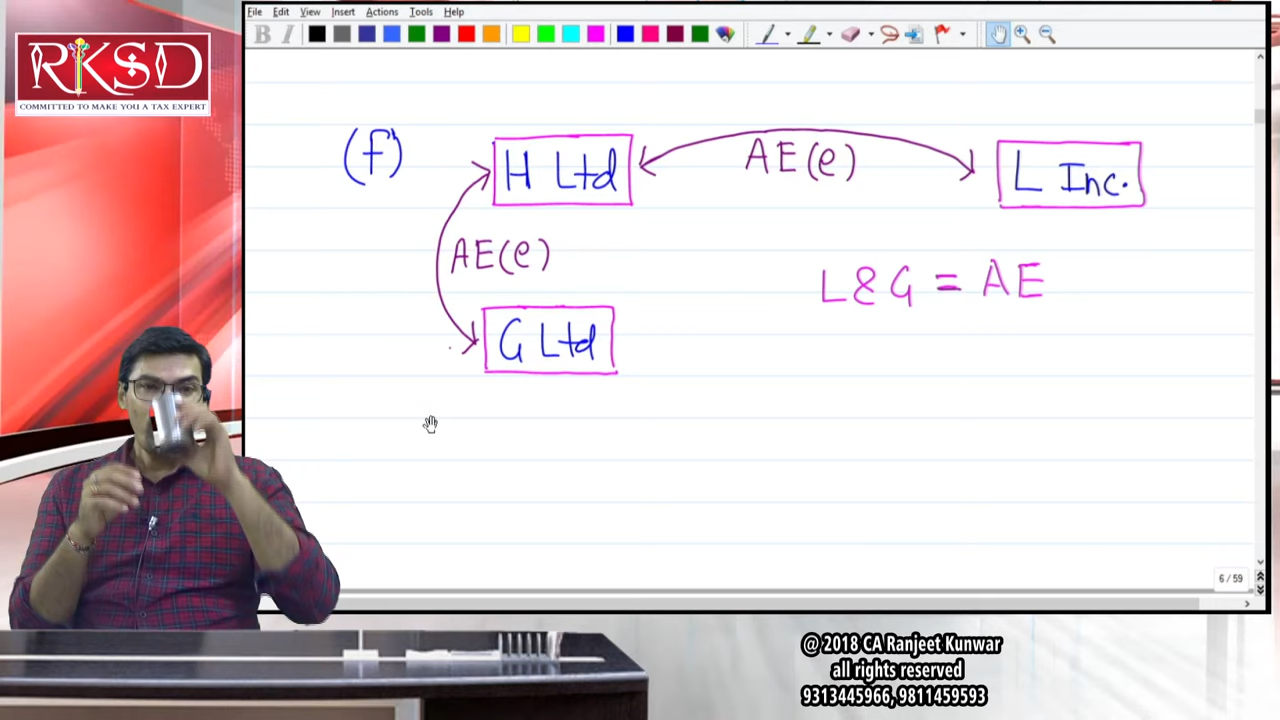 File Edit View Insert Actions Tools Help
B I
RKSD
COMMITTED TO MAKE YOU A TAX EXPERT
(f)
H Ltd
AE(e)
L Inc.
AE(e)
L & G = AE
G Ltd
6 / 59
@ 2018 CA Ranjeet Kunwar
all rights reserved
9313445966, 9811459593